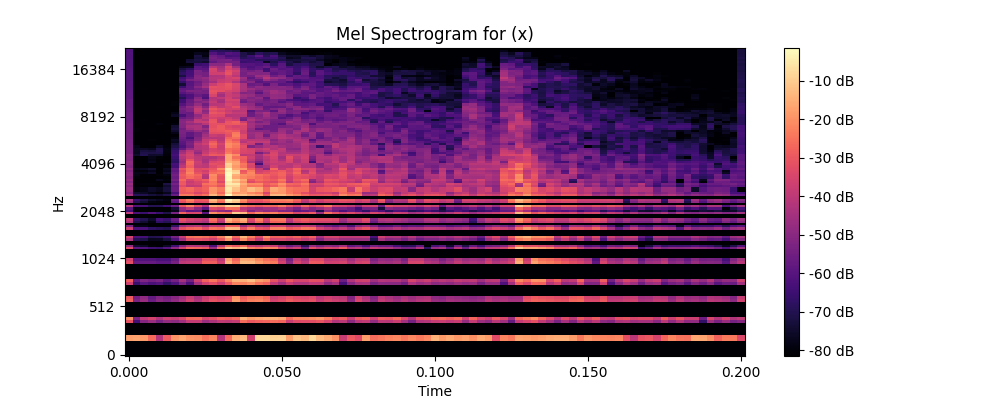 Mel Spectrogram for (x)
Hz
16384
8192
4096
2048
1024
512
0
0.000 0.050 0.100 0.150 0.200
Time
-10 dB
-20 dB
-30 dB
-40 dB
-50 dB
-60 dB
-70 dB
-80 dB